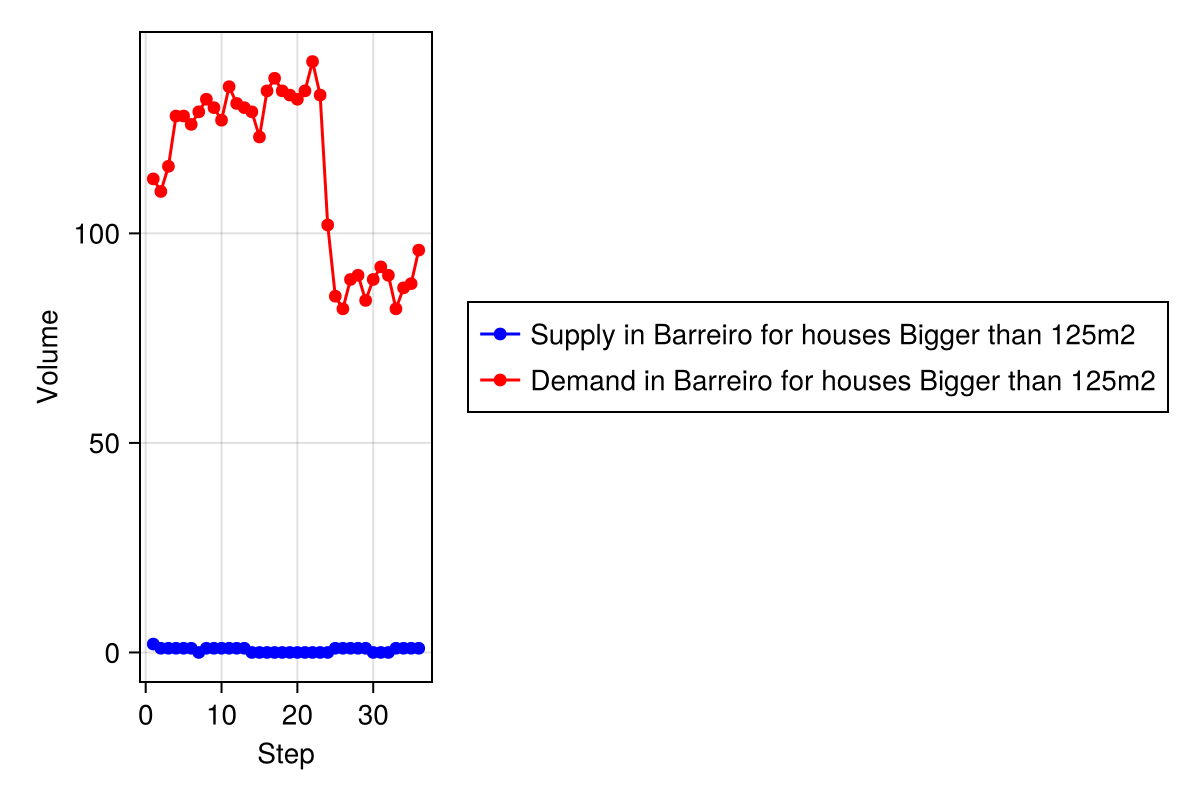 Volume
100
50
0
0 10 20 30
Step
Supply in Barreiro for houses Bigger than 125m2
Demand in Barreiro for houses Bigger than 125m2